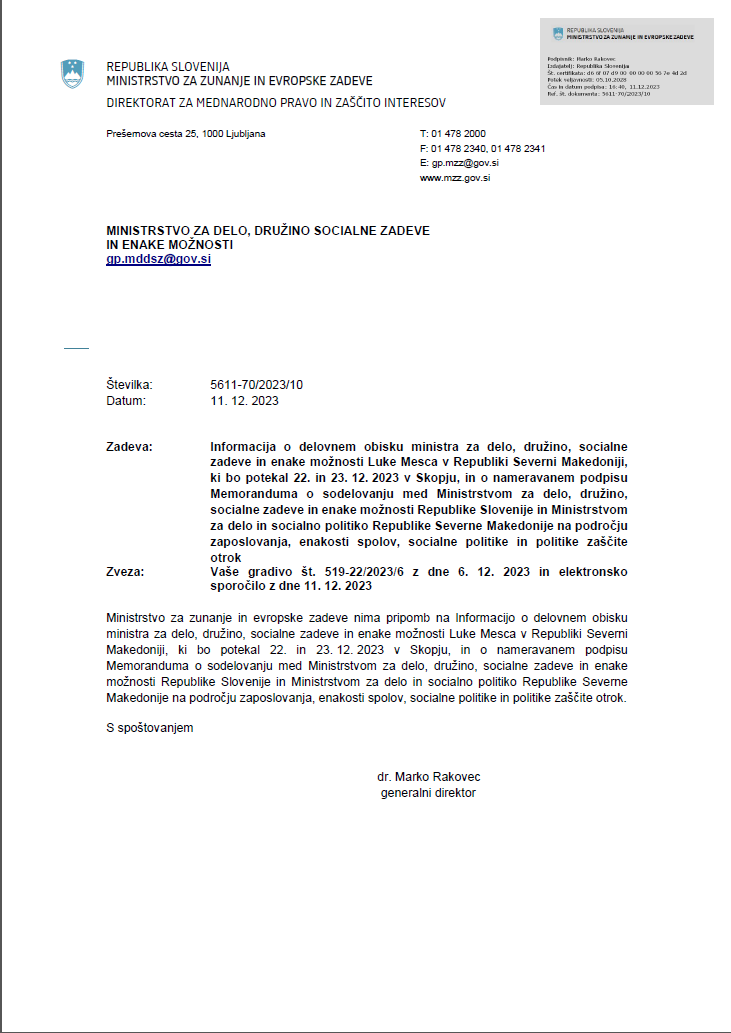 REPUBLIKA SLOVENIJA
MINISTRSTVO ZA ZUNANJE IN EVROPSKE ZADEVE
DIREKTORAT ZA MEDNARODNO PRAVO IN ZAŠČITO INTERESOV
REPUBLIKA SLOVENIJA
MINISTRSTVO ZA ZUNANJE IN EVROPSKE ZADEVE
Podpisnik: Marko Rakovec
Izdajatelj: Republika Slovenija
Št. certifikata: d6 6f 07 d9 00 00 00 00 56 7e 4d 2d
Potek veljavnosti: 05.10.2028
Čas in datum podpisa: 16:40, 11.12.2023
Ref. št. dokumenta: 5611-70/2023/10
Prešernova cesta 25, 1000 Ljubljana
T: 01 478 2000
F: 01 478 2340, 01 478 2341
E: gp.mzz@gov.si
www.mzz.gov.si
MINISTRSTVO ZA DELO, DRUŽINO SOCIALNE ZADEVE
IN ENAKE MOŽNOSTI
gp.mddsz@gov.si
Številka: 5611-70/2023/10
Datum: 11. 12. 2023
Zadeva: Informacija o delovnem obisku ministra za delo, družino, socialne
zadeve in enake možnosti Luke Mesca v Republiki Severni Makedoniji,
ki bo potekal 22. in 23. 12. 2023 v Skopju, in o nameravanem podpisu
Memoranduma o sodelovanju med Ministrstvom za delo, družino,
socialne zadeve in enake možnosti Republike Slovenije in Ministrstvom
za delo in socialno politiko Republike Severne Makedonije na področju
zaposlovanja, enakosti spolov, socialne politike in politike zaščite
otrok
Zveza: Vaše gradivo št. 519-22/2023/6 z dne 6. 12. 2023 in elektronsko
sporočilo z dne 11. 12. 2023
Ministrstvo za zunanje in evropske zadeve nima pripomb na Informacijo o delovnem obisku
ministra za delo, družino, socialne zadeve in enake možnosti Luke Mesca v Republiki Severni
Makedoniji, ki bo potekal 22. in 23. 12. 2023 v Skopju, in o nameravanem podpisu
Memoranduma o sodelovanju med Ministrstvom za delo, družino, socialne zadeve in enake
možnosti Republike Slovenije in Ministrstvom za delo in socialno politiko Republike Severne
Makedonije na področju zaposlovanja, enakosti spolov, socialne politike in politike zaščite otrok.
S spoštovanjem
dr. Marko Rakovec
generalni direktor